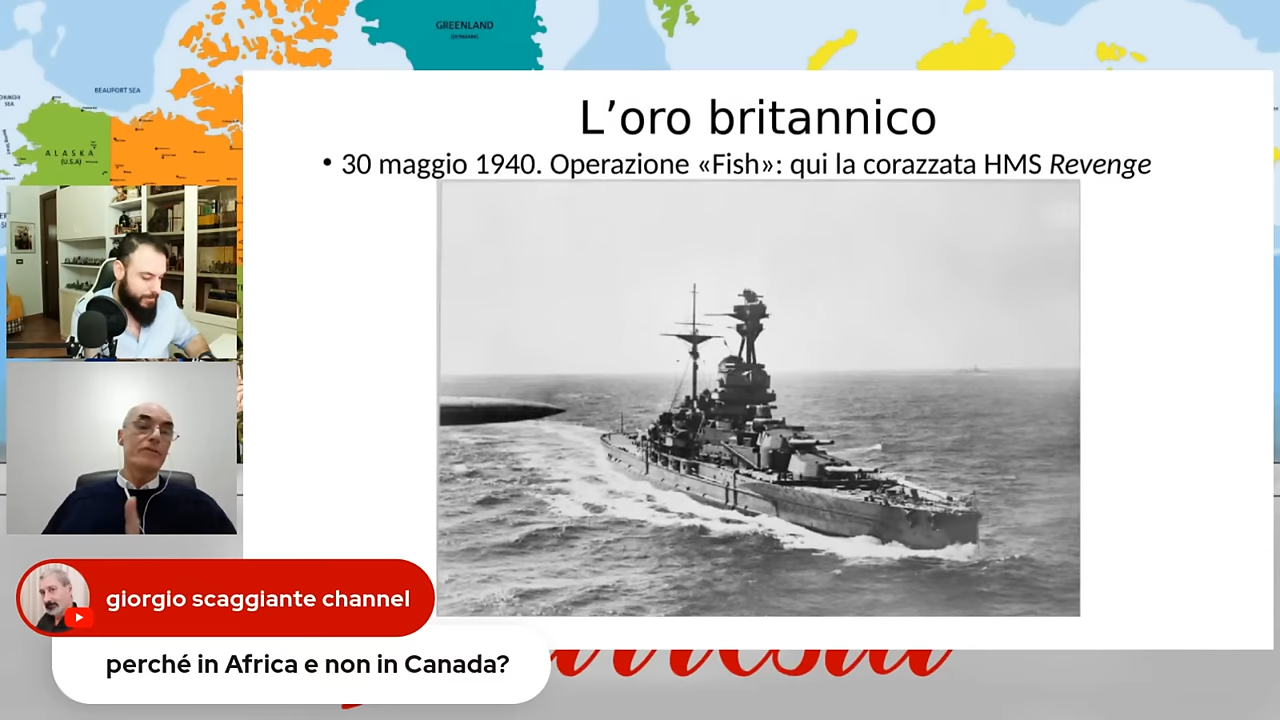 GREENLAND
BEAUFORT SEA
SEA
ALASKA
(U.S.A)
L’oro britannico
• 30 maggio 1940. Operazione «Fish»: qui la corazzata HMS Revenge
giorgio scaggiante channel
perché in Africa e non in Canada?